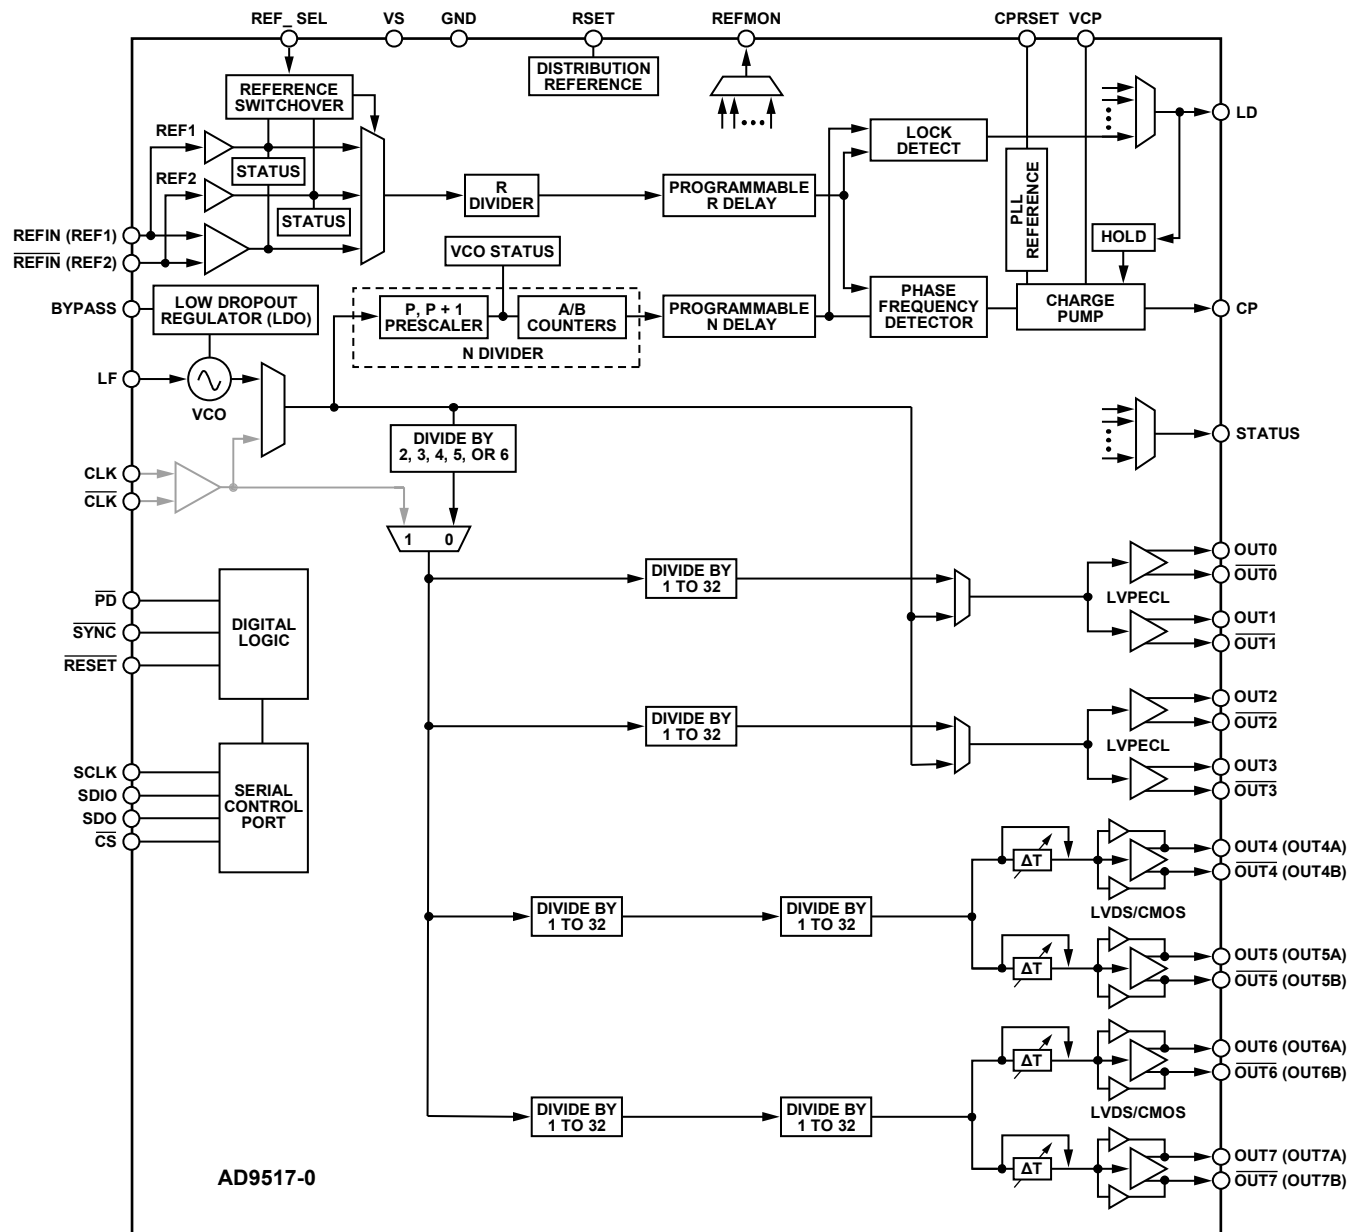 REF_ SEL
VS
GND
RSET
REFMON
CPRSET
VCP
DISTRIBUTION
REFERENCE
REFERENCE
SWITCHOVER
REF1
STATUS
REF2
STATUS
REFIN (REF1)
REFIN (REF2)
R
DIVIDER
PROGRAMMABLE
R DELAY
LOCK
DETECT
PLL
REFERENCE
LD
HOLD
VCO STATUS
BYPASS
LOW DROPOUT
REGULATOR (LDO)
P, P + 1
PRESCALER
A/B
COUNTERS
N DIVIDER
PROGRAMMABLE
N DELAY
PHASE
FREQUENCY
DETECTOR
CHARGE
PUMP
CP
LF
VCO
STATUS
DIVIDE BY
2, 3, 4, 5, OR 6
CLK
CLK
1 0
DIVIDE BY
1 TO 32
OUT0
OUT0
LVPECL
OUT1
OUT1
PD
SYNC
RESET
DIGITAL
LOGIC
DIVIDE BY
1 TO 32
OUT2
OUT2
LVPECL
OUT3
OUT3
SCLK
SDIO
SDO
CS
SERIAL
CONTROL
PORT
DIVIDE BY
1 TO 32
DIVIDE BY
1 TO 32
ΔT
OUT4 (OUT4A)
OUT4 (OUT4B)
LVDS/CMOS
ΔT
OUT5 (OUT5A)
OUT5 (OUT5B)
DIVIDE BY
1 TO 32
DIVIDE BY
1 TO 32
ΔT
OUT6 (OUT6A)
OUT6 (OUT6B)
LVDS/CMOS
ΔT
OUT7 (OUT7A)
OUT7 (OUT7B)
AD9517-0